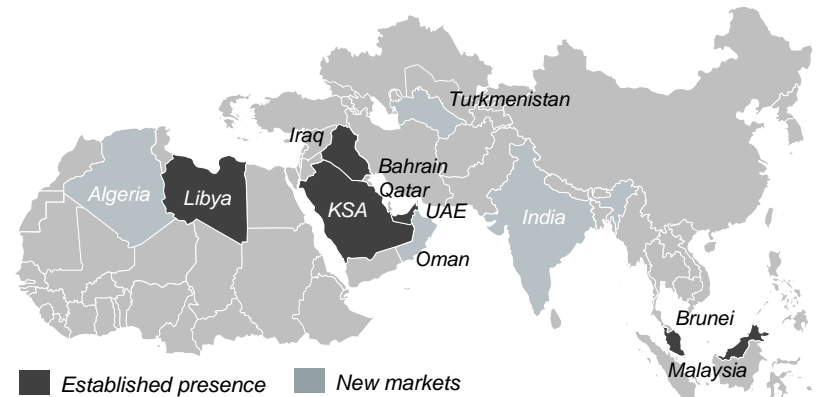 Turkmenistan
Iraq
Bahrain
Algeria
Libya
Qatar
KSA
UAE
India
Oman
Brunei
Malaysia
Established presence
New markets